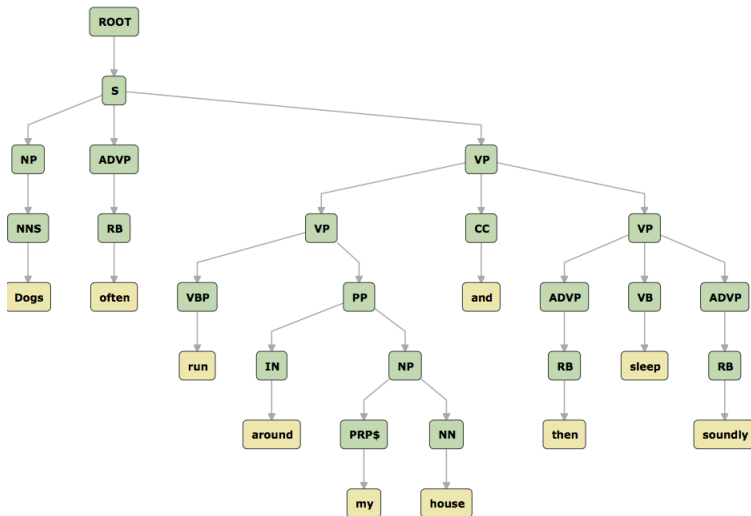 ROOT
S
NP ADVP VP
NNS RB VP CC VP
Dogs often VBP PP and ADVP VB ADVP
run IN NP RB sleep RB
around PRP$ NN then soundly
my house